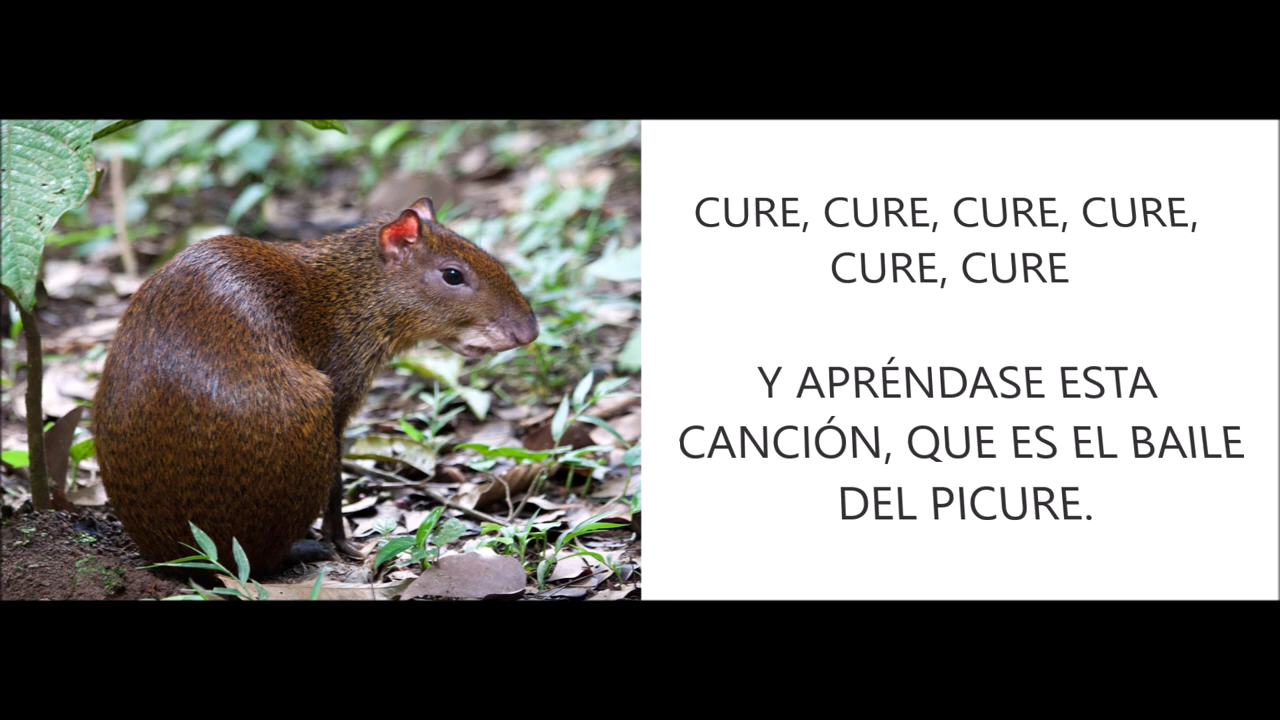 CURE, CURE, CURE, CURE,
CURE, CURE
Y APRÉNDASE ESTA
CANCIÓN, QUE ES EL BAILE
DEL PICURE.